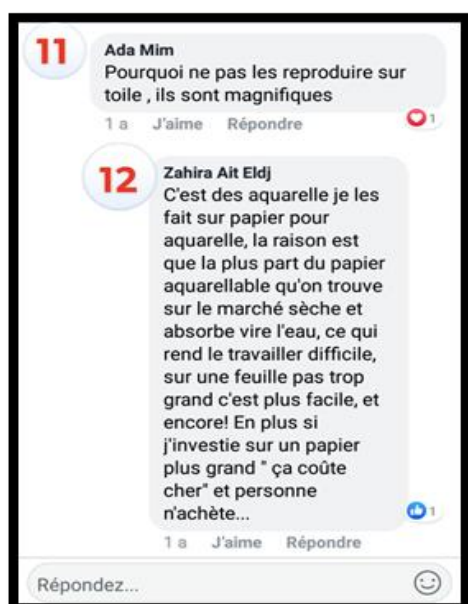 11
Ada Mim
Pourquoi ne pas les reproduire sur
toile , ils sont magnifiques
1 a J'aime Répondre 1
12
Zahira Ait Eldj
C'est des aquarelle je les
fait sur papier pour
aquarelle, la raison est
que la plus part du papier
aquarellable qu'on trouve
sur le marché sèche et
absorbe vire l'eau, ce qui
rend le travailler difficile,
sur une feuille pas trop
grand c'est plus facile, et
encore! En plus si
j'investie sur un papier
plus grand " ça coûte
cher" et personne
n'achète...
1
1 a J'aime Répondre
Répondez...